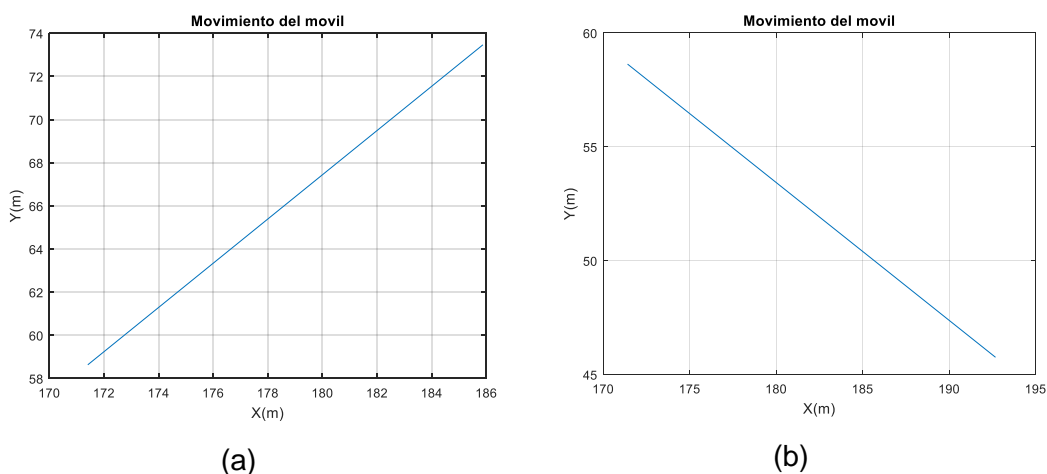 Movimiento del movil
74
72
70
68
66
64
62
60
58
Y(m)
170 172 174 176 178 180 182 184 186
X(m)
(a)
Movimiento del movil
60
55
50
45
Y(m)
170 175 180 185 190 195
X(m)
(b)